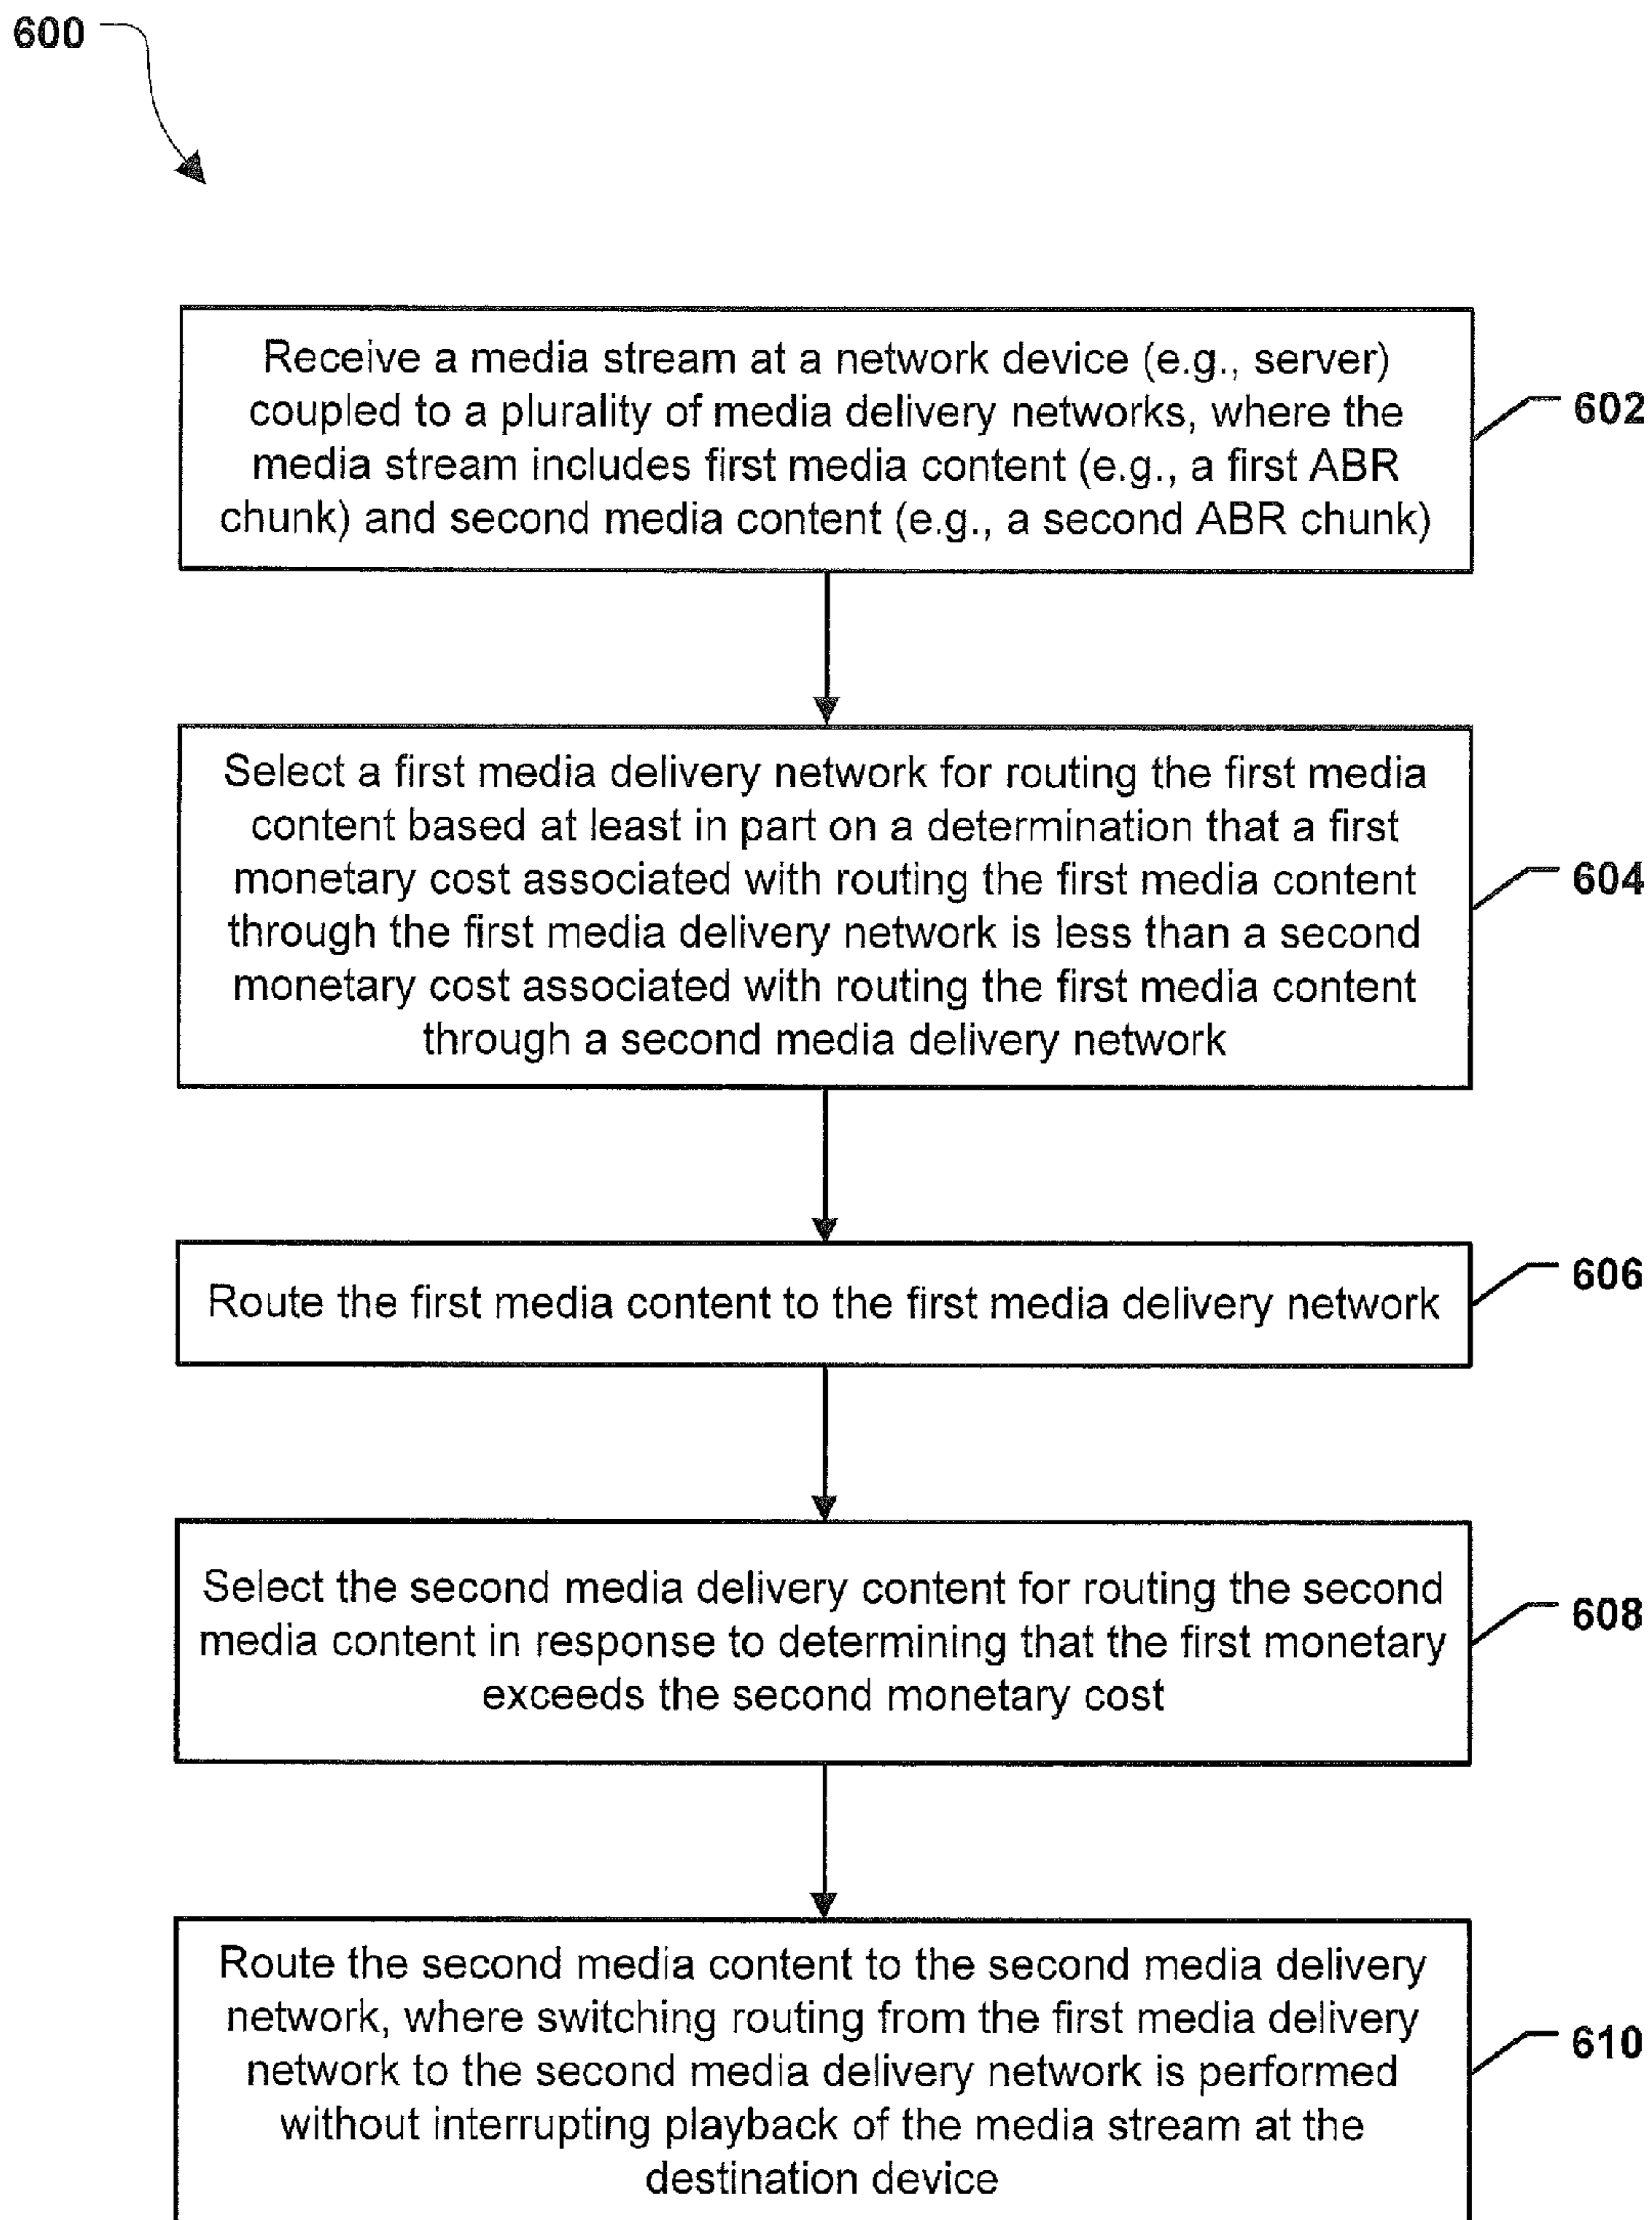 600
Receive a media stream at a network device (e.g., server)
coupled to a plurality of media delivery networks, where the
media stream includes first media content (e.g., a first ABR
chunk) and second media content (e.g., a second ABR chunk)
602
Select a first media delivery network for routing the first media
content based at least in part on a determination that a first
monetary cost associated with routing the first media content
through the first media delivery network is less than a second
monetary cost associated with routing the first media content
through a second media delivery network
604
Route the first media content to the first media delivery network
606
Select the second media delivery content for routing the second
media content in response to determining that the first monetary
exceeds the second monetary cost
608
Route the second media content to the second media delivery
network, where switching routing from the first media delivery
network to the second media delivery network is performed
without interrupting playback of the media stream at the
destination device
610